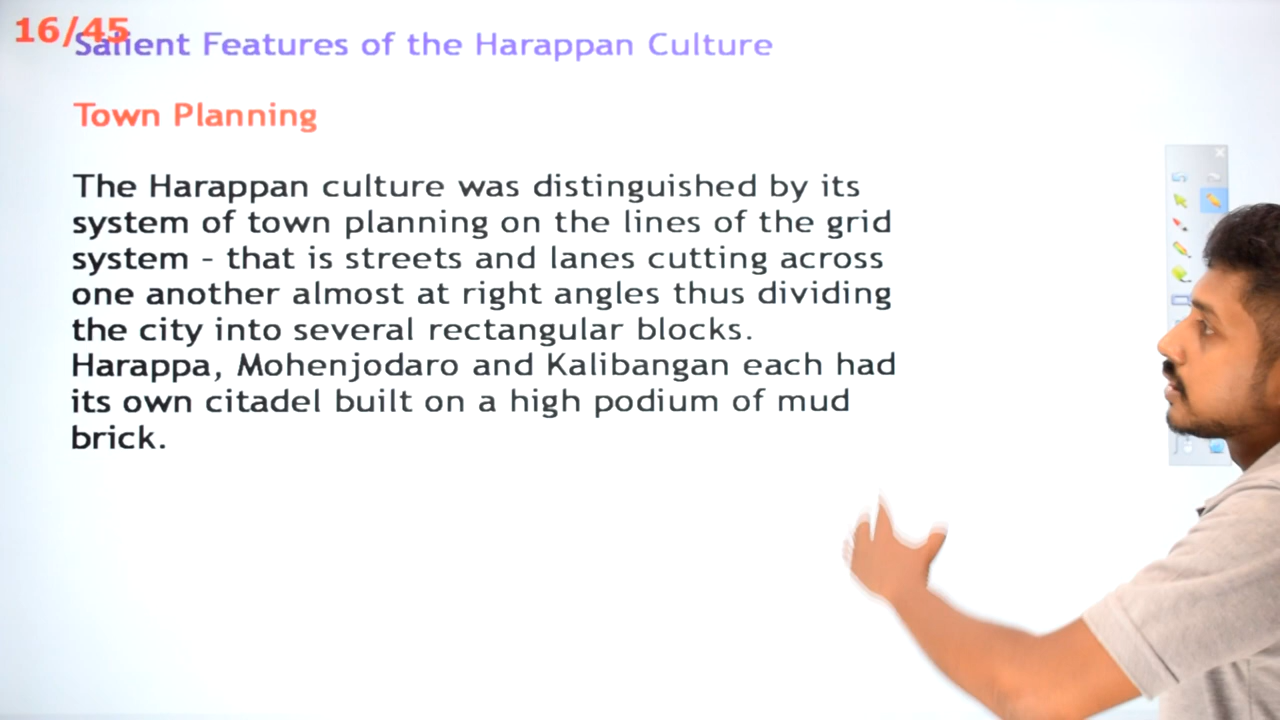 16/45
Salient Features of the Harappan Culture
Town Planning
The Harappan culture was distinguished by its
system of town planning on the lines of the grid
system - that is streets and lanes cutting across
one another almost at right angles thus dividing
the city into several rectangular blocks.
Harappa, Mohenjodaro and Kalibangan each had
its own citadel built on a high podium of mud
brick.